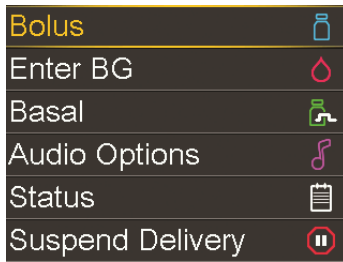 Bolus
Enter BG
Basal
Audio Options
Status
Suspend Delivery